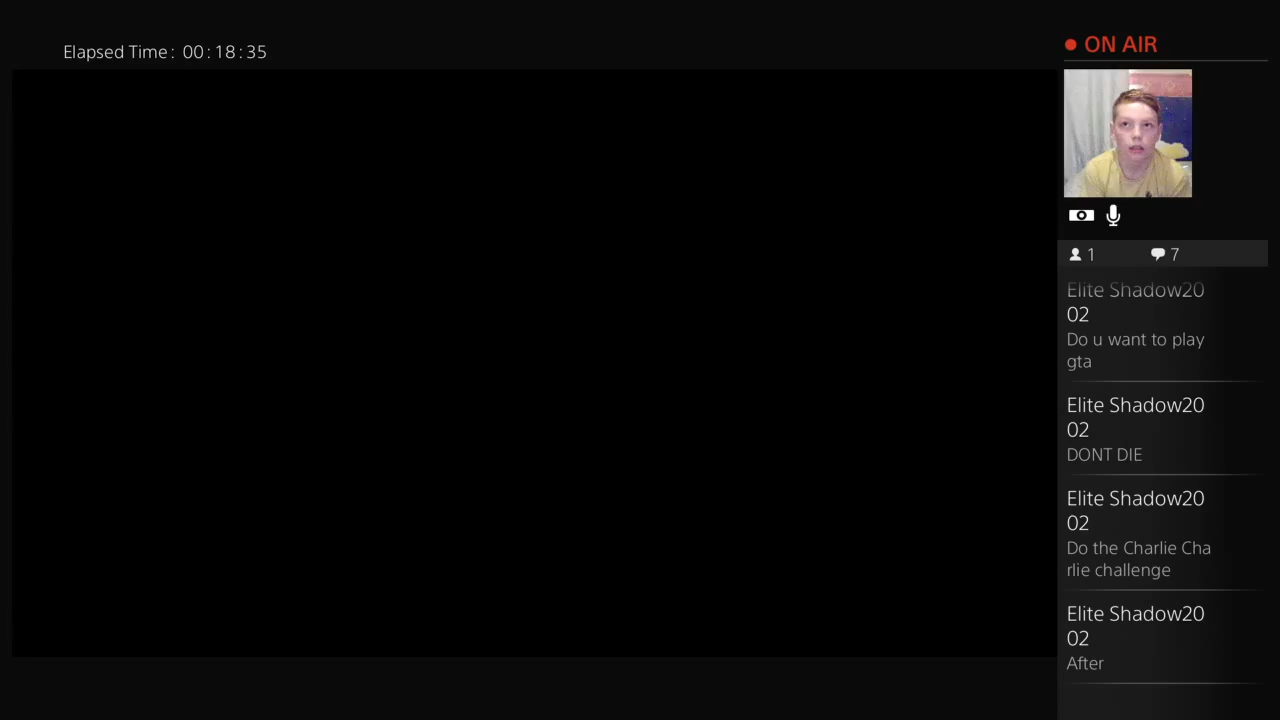 Elapsed Time: 00:18:35
ON AIR
1 7
Elite Shadow20
02
Do u want to play
gta
Elite Shadow20
02
DONT DIE
Elite Shadow20
02
Do the Charlie Cha
rlie challenge
Elite Shadow20
02
After